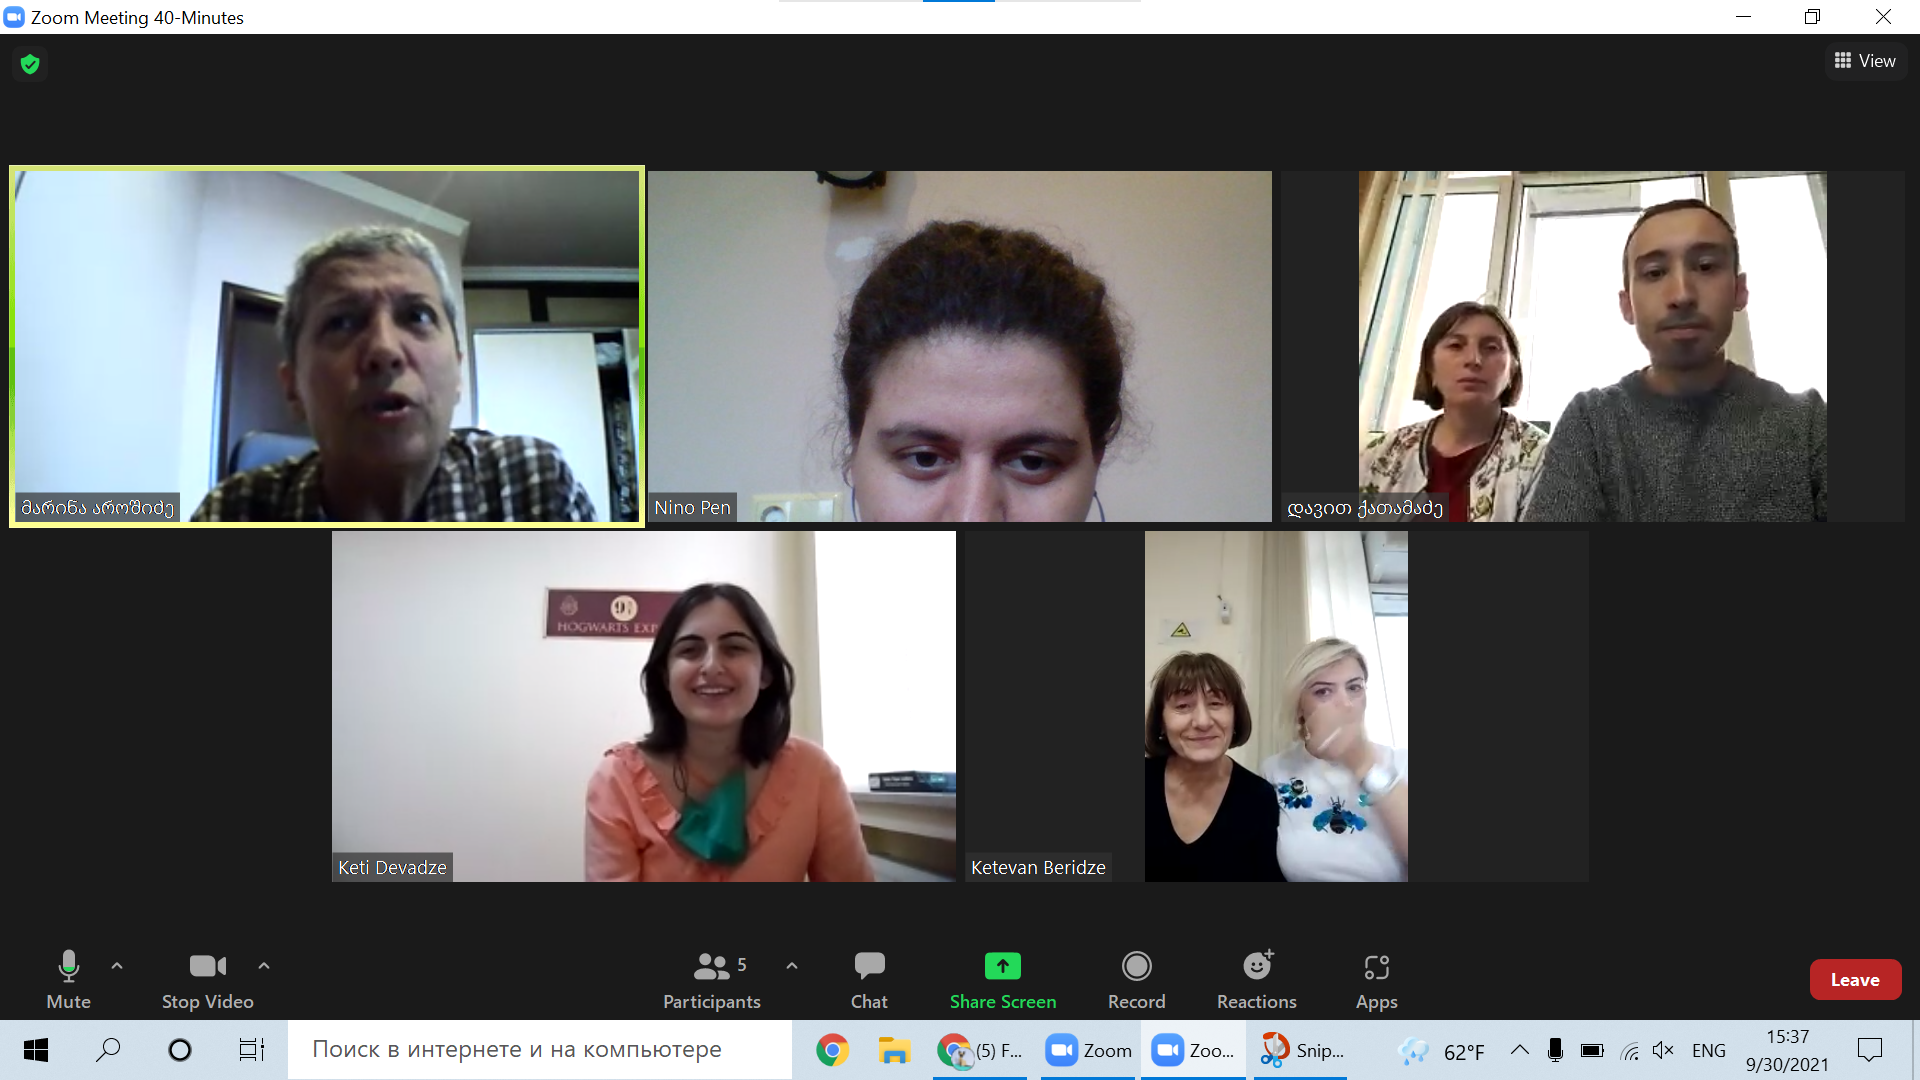 Zoom Meeting 40-Minutes
View
მარინა აროშიძე
Nino Pen
დავით ქათამაძე
9
HOGWARTS EXP
Keti Devadze
Ketevan Beridze
5
Mute
Stop Video
Participants
Chat
Share Screen
Record
Reactions
Apps
Leave
Поиск в интернете и на компьютере
(5) F...
Zoom
Zoo...
Snip...
62°F
ENG
15:37
9/30/2021